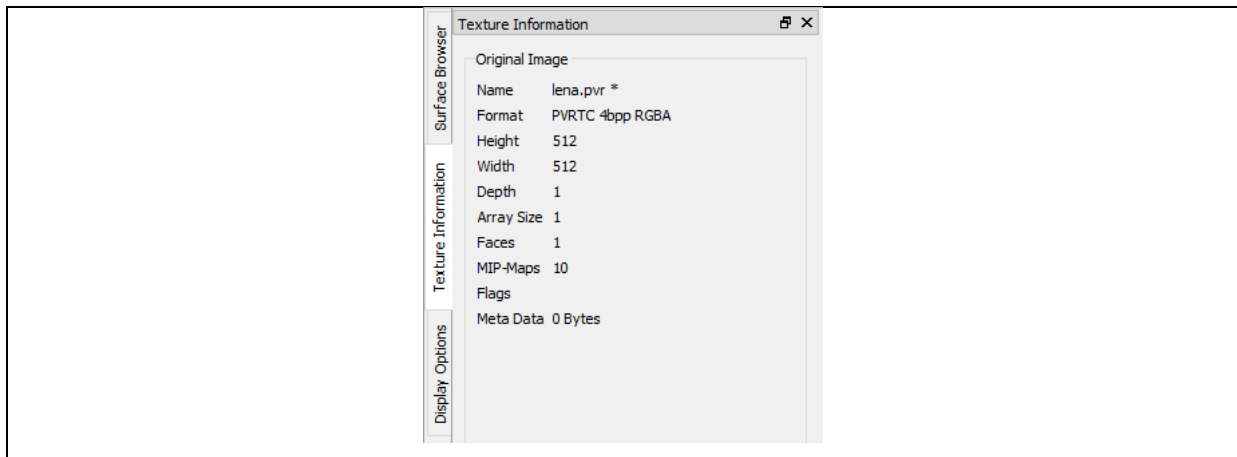 Texture Information
Surface Browser
Texture Information
Display Options
Original Image
Name lena.pvr *
Format PVRTC 4bpp RGBA
Height 512
Width 512
Depth 1
Array Size 1
Faces 1
MIP-Maps 10
Flags
Meta Data 0 Bytes